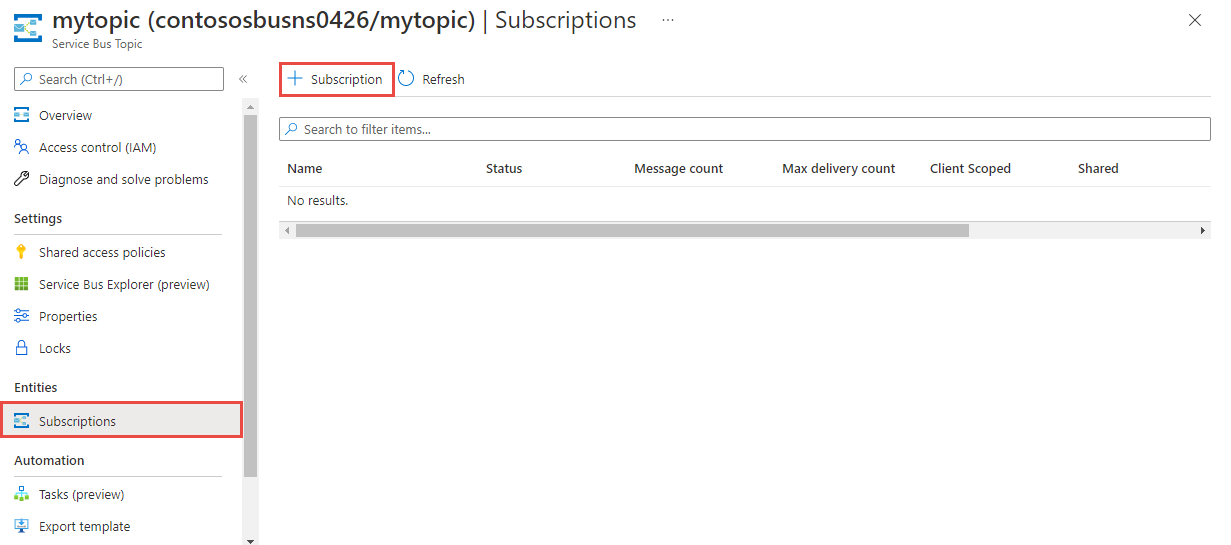 mytopic (contososbusns0426/mytopic) | Subscriptions ...
Service Bus Topic
Search (Ctrl+/)
«
Overview
Access control (IAM)
Diagnose and solve problems
Settings
Shared access policies
Service Bus Explorer (preview)
Properties
Locks
Entities
Subscriptions
Automation
Tasks (preview)
Export template
+ Subscription Refresh
Search to filter items...
Name Status Message count Max delivery count Client Scoped Shared
No results.